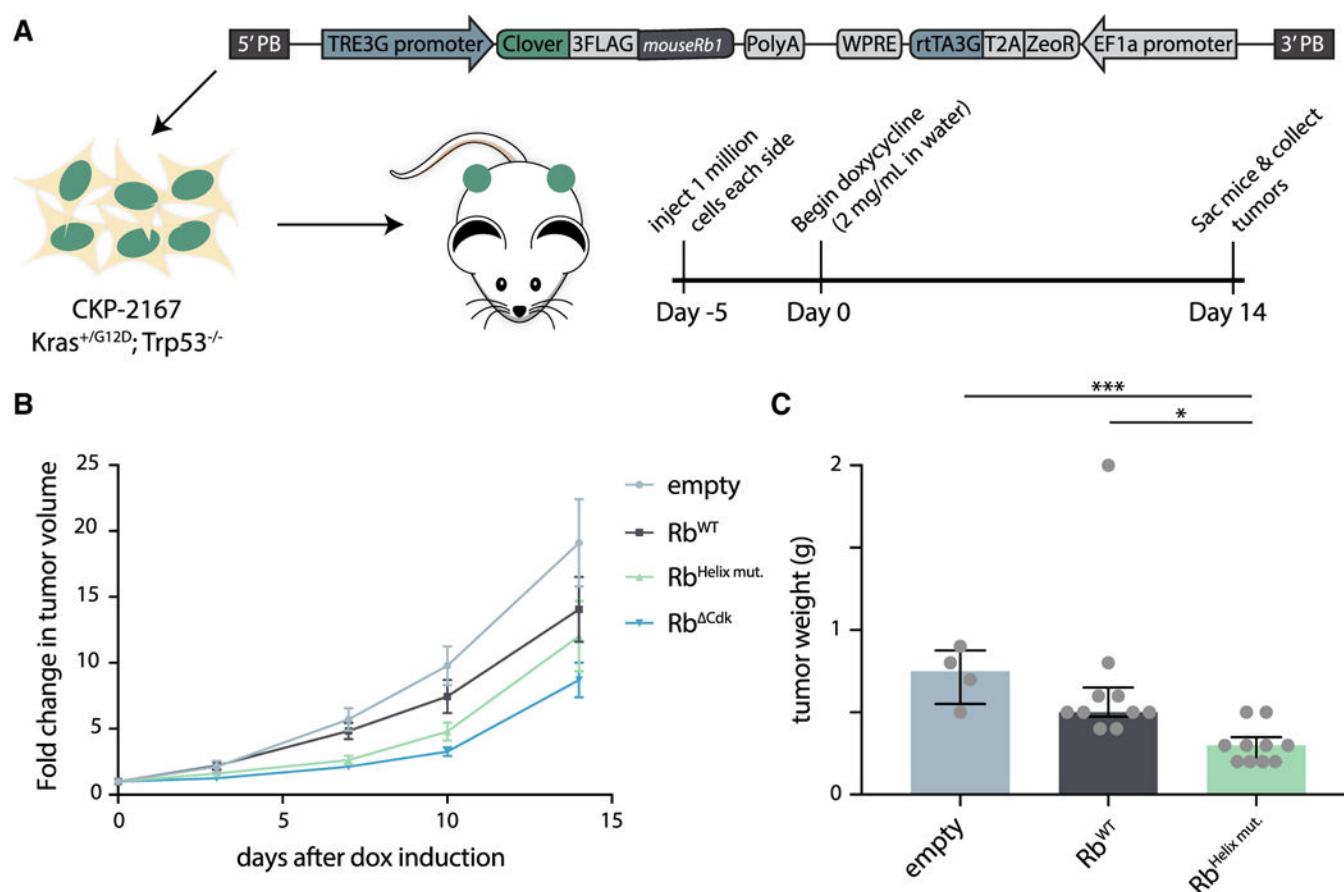 A
5' PB
TRE3G promoter
Clover
3FLAG
mouseRb1
PolyA
WPRE
rtTA3G
T2A
ZeoR
EF1a promoter
3' PB
CKP-2167
Kras+/G12D; Trp53-/-
inject 1 million
cells each side
Begin doxycycline
(2 mg/mL in water)
Sac mice & collect
tumors
Day -5
Day 0
Day 14
B
Fold change in tumor volume
25
20
15
10
5
0
0
5
10
15
days after dox induction
empty
RbWT
RbHelix mut.
RbΔCdk
C
***
*
tumor weight (g)
2
1
0
empty
RbWT
RbHelix mut.